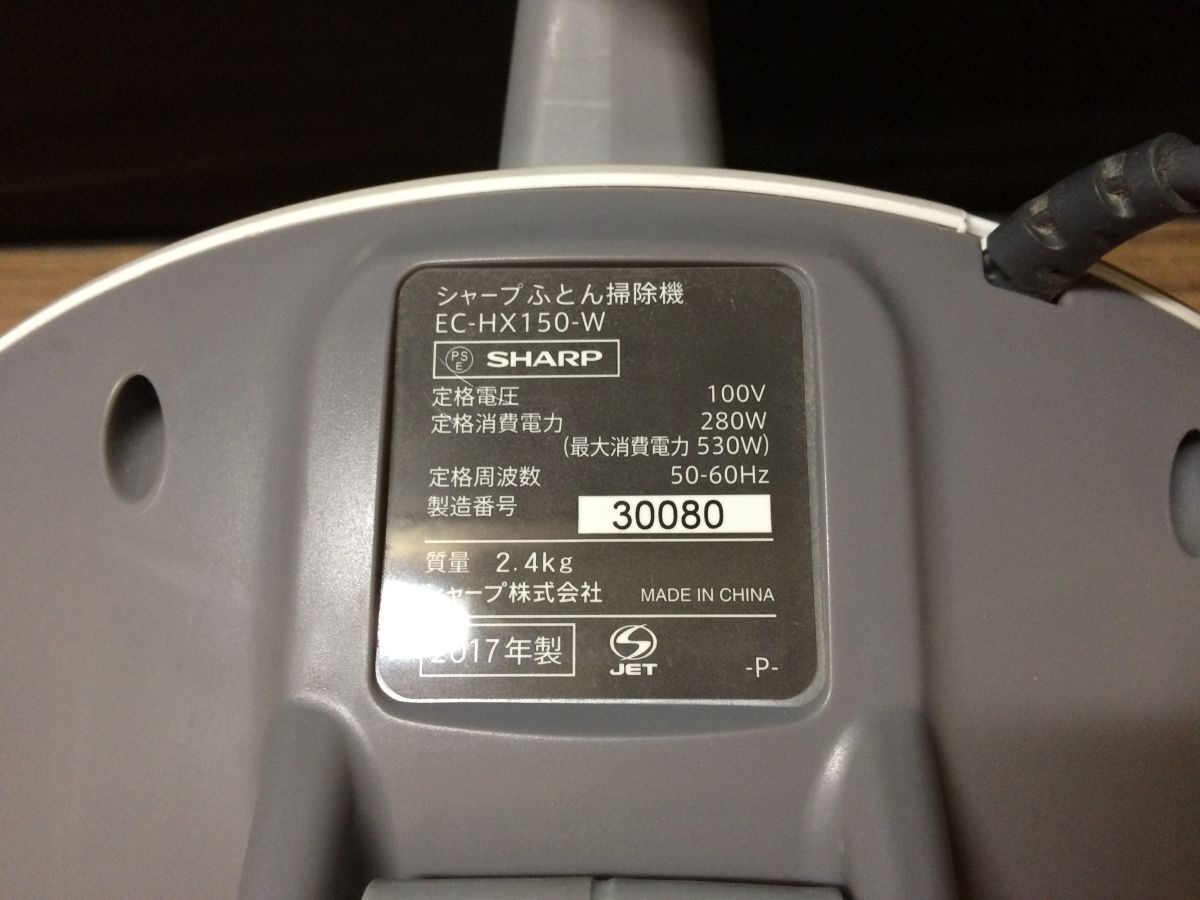 シャープふとん掃除機
EC-HX150-W
PSE SHARP
定格電圧 100V
定格消費電力 280W
(最大消費電力 530W)
定格周波数 50-60Hz
製造番号 30080
質量 2.4kg
シャープ株式会社 MADE IN CHINA
2017年製 JET -P-